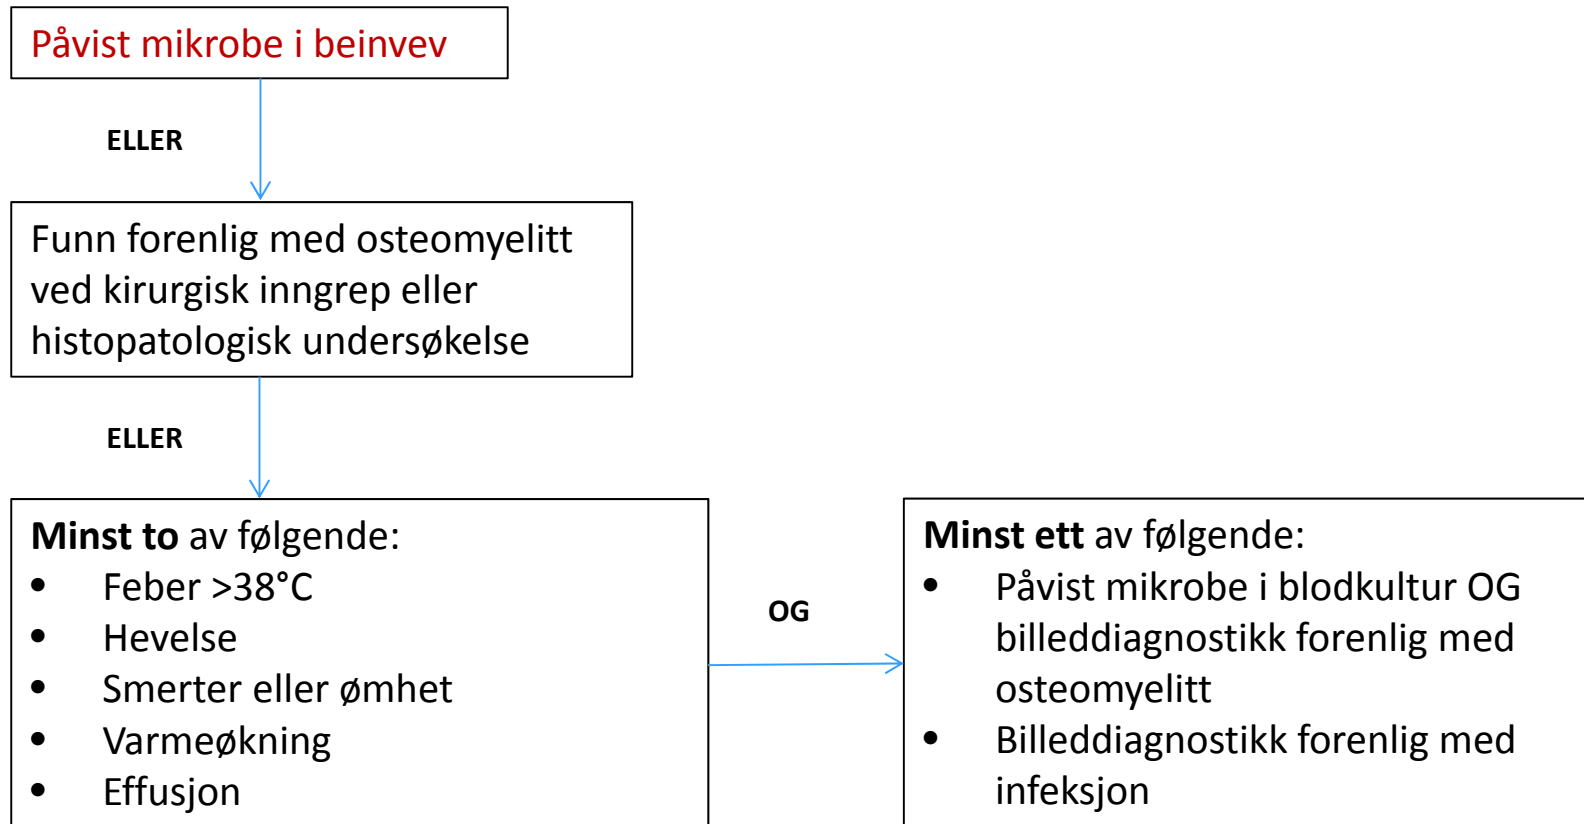 Påvist mikrobe i beinvev
ELLER
Funn forenlig med osteomyelitt
ved kirurgisk inngrep eller
histopatologisk undersøkelse
ELLER
Minst to av følgende:
• Feber >38°C
• Hevelse
• Smerter eller ømhet
• Varmeøkning
• Effusjon
OG
Minst ett av følgende:
• Påvist mikrobe i blodkultur OG
billeddiagnostikk forenlig med
osteomyelitt
• Billeddiagnostikk forenlig med
infeksjon